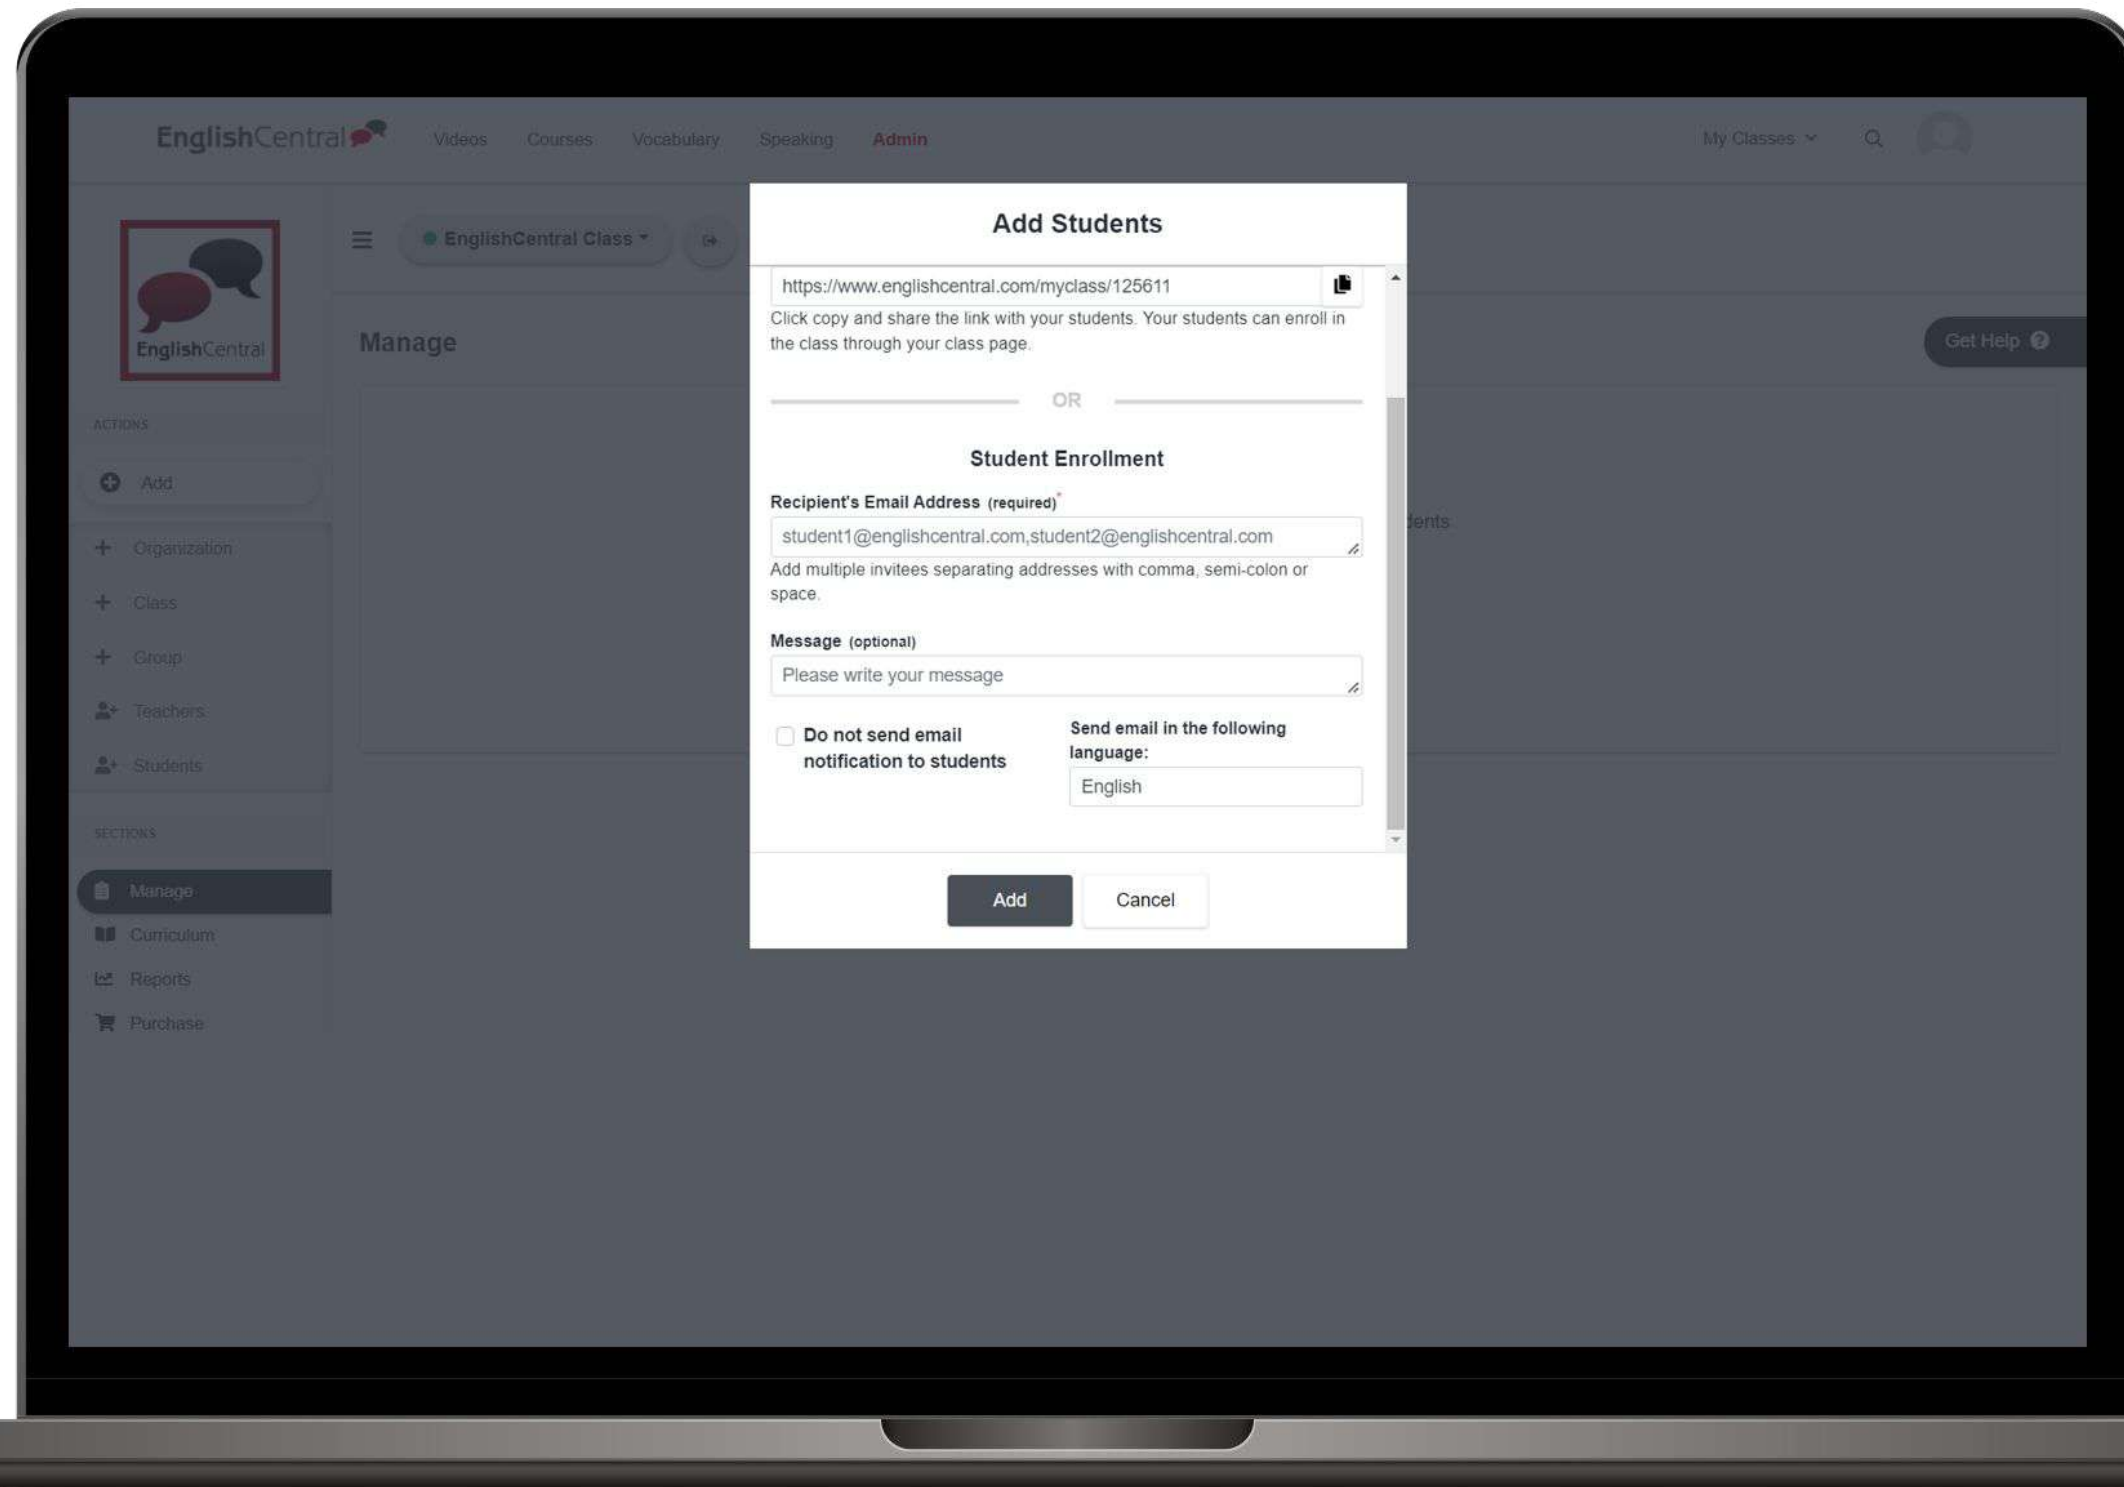 EnglishCentral
Videos
Courses
Vocabulary
Speaking
Admin
My Classes
EnglishCentral
EnglishCentral Class
Manage
Get Help
ACTIONS
Add
Organization
Class
Group
Teachers
Students
SECTIONS
Manage
Curriculum
Reports
Purchase
Add Students
https://www.englishcentral.com/myclass/125611
Click copy and share the link with your students. Your students can enroll in
the class through your class page.
OR
Student Enrollment
Recipient's Email Address (required)*
student1@englishcentral.com,student2@englishcentral.com
Add multiple invitees separating addresses with comma, semi-colon or
space.
Message (optional)
Please write your message
Do not send email
notification to students
Send email in the following
language:
English
Add
Cancel